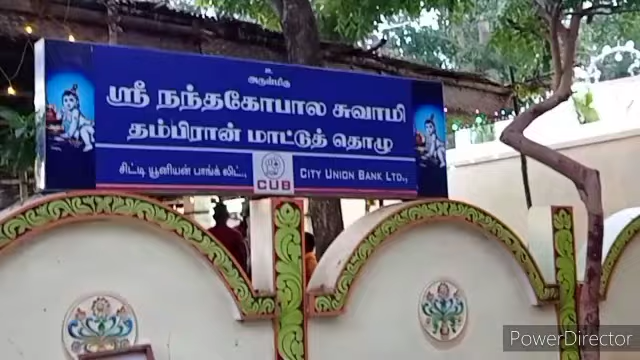 உ
அருள்மிகு
ஸ்ரீ நந்தகோபால சுவாமி
தம்பிரான் மாட்டுத் தொழு
சிட்டி யூனியன் பாங்க் லிட்.,
CUB
CITY UNION BANK LTD.,
PowerDirector